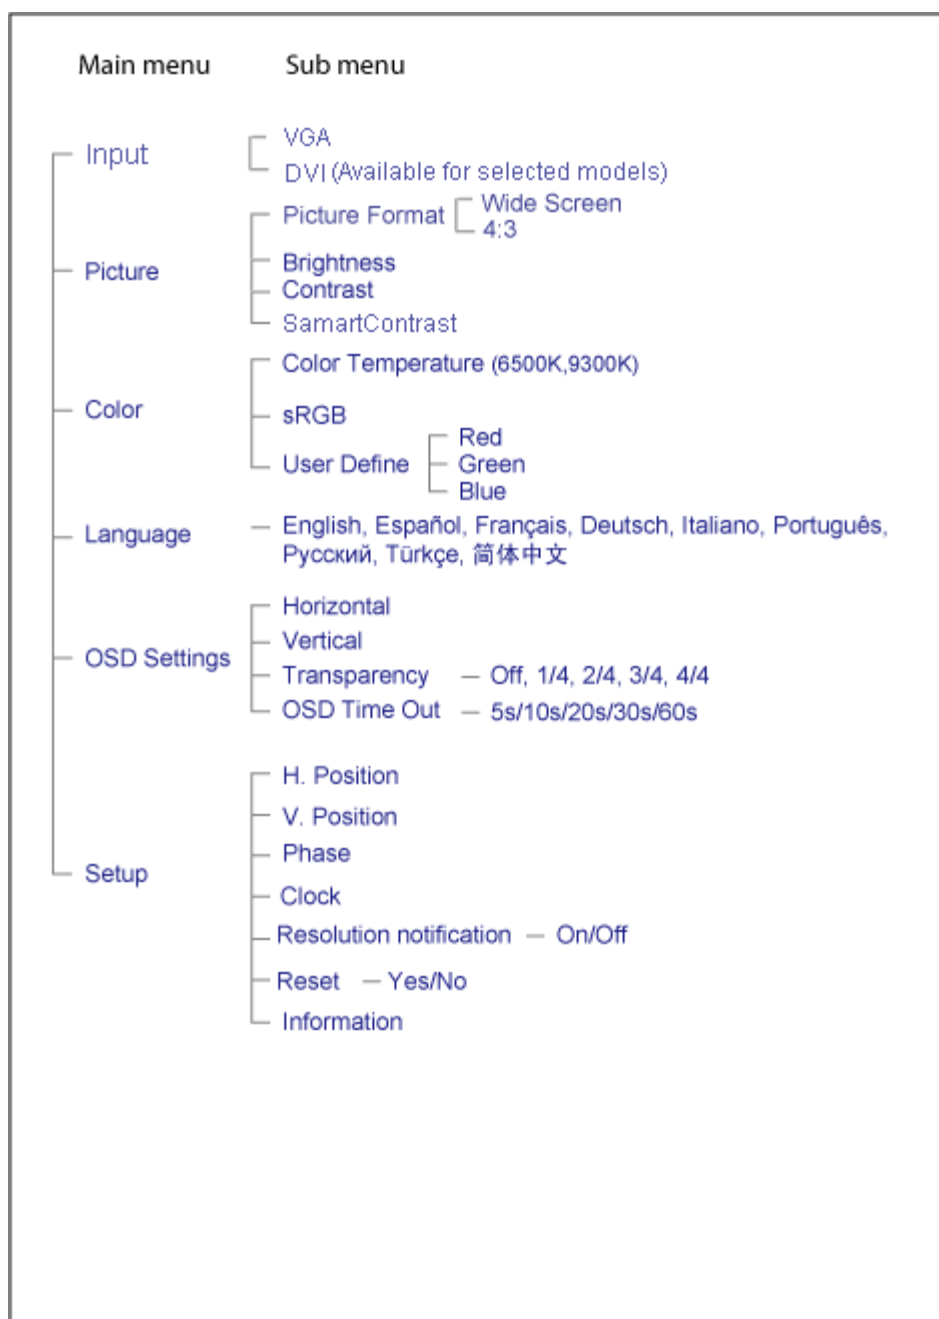 Main menu Sub menu
Input
VGA
DVI (Available for selected models)
Picture
Picture Format
Wide Screen
4:3
Brightness
Contrast
SamartContrast
Color
Color Temperature (6500K,9300K)
sRGB
User Define
Red
Green
Blue
Language
English, Español, Français, Deutsch, Italiano, Português,
Русский, Türkçe, 简体中文
OSD Settings
Horizontal
Vertical
Transparency — Off, 1/4, 2/4, 3/4, 4/4
OSD Time Out — 5s/10s/20s/30s/60s
Setup
H. Position
V. Position
Phase
Clock
Resolution notification — On/Off
Reset — Yes/No
Information